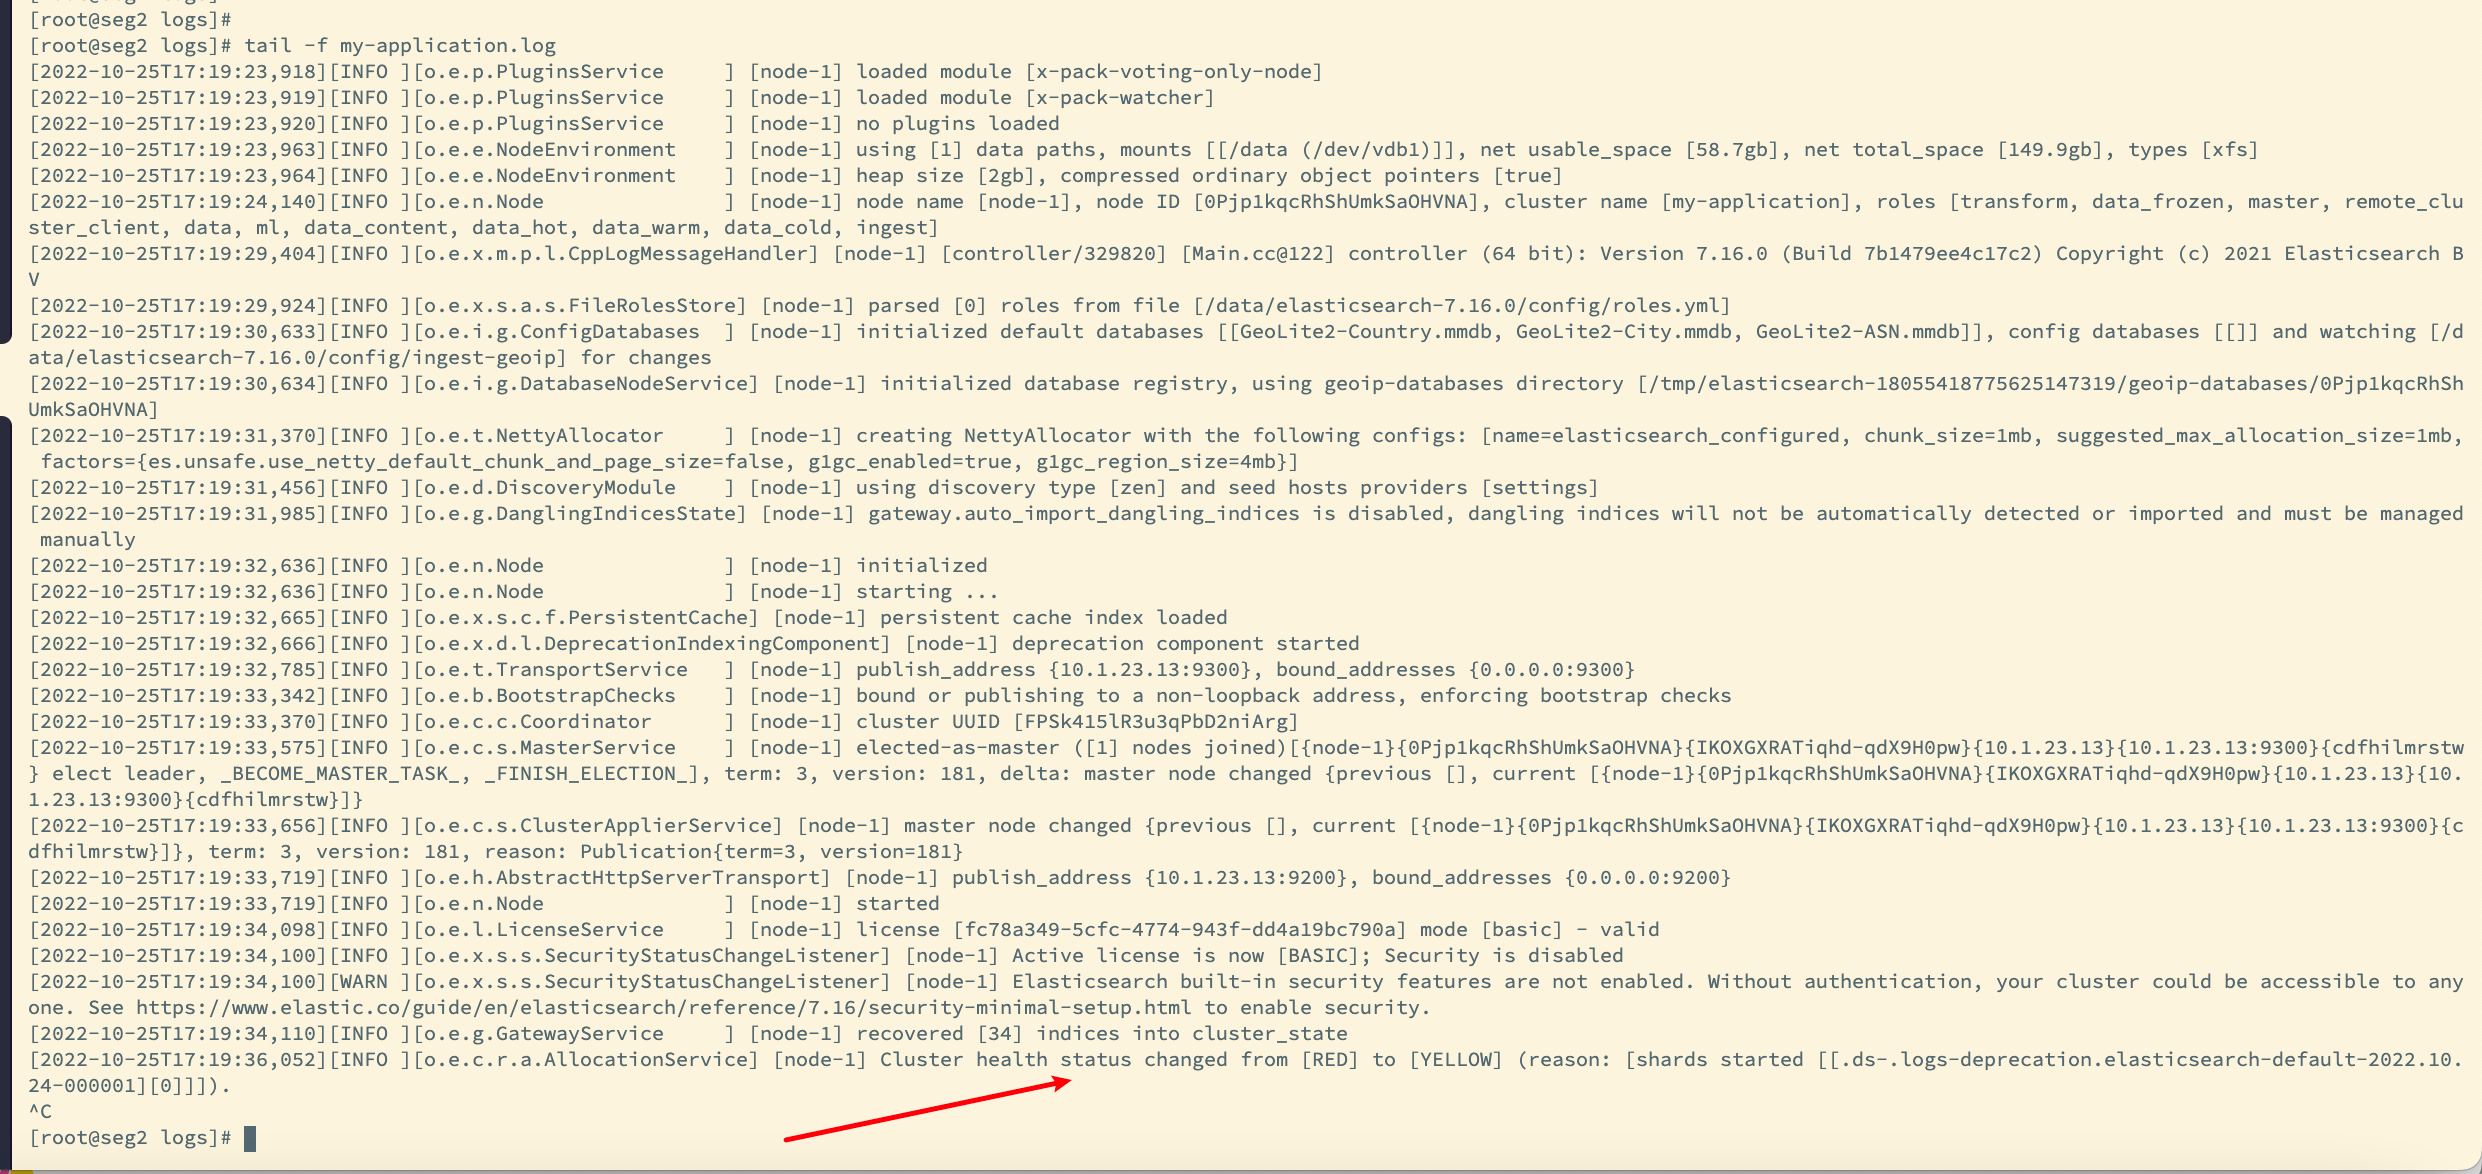 [root@seg2 logs]#
[root@seg2 logs]# tail -f my-application.log
[2022-10-25T17:19:23,918][INFO ][o.e.p.PluginsService     ] [node-1] loaded module [x-pack-voting-only-node]
[2022-10-25T17:19:23,919][INFO ][o.e.p.PluginsService     ] [node-1] loaded module [x-pack-watcher]
[2022-10-25T17:19:23,920][INFO ][o.e.p.PluginsService     ] [node-1] no plugins loaded
[2022-10-25T17:19:23,963][INFO ][o.e.e.NodeEnvironment    ] [node-1] using [1] data paths, mounts [[/data (/dev/vdb1)]], net usable_space [58.7gb], net total_space [149.9gb], types [xfs]
[2022-10-25T17:19:23,964][INFO ][o.e.e.NodeEnvironment    ] [node-1] heap size [2gb], compressed ordinary object pointers [true]
[2022-10-25T17:19:24,140][INFO ][o.e.n.Node               ] [node-1] node name [node-1], node ID [0Pjp1kqcRhShUmkSaOHVNA], cluster name [my-application], roles [transform, data_frozen, master, remote_clu
ster_client, data, ml, data_content, data_hot, data_warm, data_cold, ingest]
[2022-10-25T17:19:29,404][INFO ][o.e.x.m.p.l.CppLogMessageHandler] [node-1] [controller/329820] [Main.cc@122] controller (64 bit): Version 7.16.0 (Build 7b1479ee4c17c2) Copyright (c) 2021 Elasticsearch B
V
[2022-10-25T17:19:29,924][INFO ][o.e.x.s.a.s.FileRolesStore] [node-1] parsed [0] roles from file [/data/elasticsearch-7.16.0/config/roles.yml]
[2022-10-25T17:19:30,633][INFO ][o.e.i.g.ConfigDatabases  ] [node-1] initialized default databases [[GeoLite2-Country.mmdb, GeoLite2-City.mmdb, GeoLite2-ASN.mmdb]], config databases [[]] and watching [/d
ata/elasticsearch-7.16.0/config/ingest-geoip] for changes
[2022-10-25T17:19:30,634][INFO ][o.e.i.g.DatabaseNodeService] [node-1] initialized database registry, using geoip-databases directory [/tmp/elasticsearch-18055418775625147319/geoip-databases/0Pjp1kqcRhSh
UmkSaOHVNA]
[2022-10-25T17:19:31,370][INFO ][o.e.t.NettyAllocator     ] [node-1] creating NettyAllocator with the following configs: [name=elasticsearch_configured, chunk_size=1mb, suggested_max_allocation_size=1mb,
 factors={es.unsafe.use_netty_default_chunk_and_page_size=false, g1gc_enabled=true, g1gc_region_size=4mb}]
[2022-10-25T17:19:31,456][INFO ][o.e.d.DiscoveryModule    ] [node-1] using discovery type [zen] and seed hosts providers [settings]
[2022-10-25T17:19:31,985][INFO ][o.e.g.DanglingIndicesState] [node-1] gateway.auto_import_dangling_indices is disabled, dangling indices will not be automatically detected or imported and must be managed
 manually
[2022-10-25T17:19:32,636][INFO ][o.e.n.Node               ] [node-1] initialized
[2022-10-25T17:19:32,636][INFO ][o.e.n.Node               ] [node-1] starting ...
[2022-10-25T17:19:32,665][INFO ][o.e.x.s.c.f.PersistentCache] [node-1] persistent cache index loaded
[2022-10-25T17:19:32,666][INFO ][o.e.x.d.l.DeprecationIndexingComponent] [node-1] deprecation component started
[2022-10-25T17:19:32,785][INFO ][o.e.t.TransportService   ] [node-1] publish_address {10.1.23.13:9300}, bound_addresses {0.0.0.0:9300}
[2022-10-25T17:19:33,342][INFO ][o.e.b.BootstrapChecks    ] [node-1] bound or publishing to a non-loopback address, enforcing bootstrap checks
[2022-10-25T17:19:33,370][INFO ][o.e.c.c.Coordinator      ] [node-1] cluster UUID [FPSk415lR3u3qPbD2niArg]
[2022-10-25T17:19:33,575][INFO ][o.e.c.s.MasterService    ] [node-1] elected-as-master ([1] nodes joined)[{node-1}{0Pjp1kqcRhShUmkSaOHVNA}{IKOXGXRATiqhd-qdX9H0pw}{10.1.23.13}{10.1.23.13:9300}{cdfhilmrstw
} elect leader, _BECOME_MASTER_TASK_, _FINISH_ELECTION_], term: 3, version: 181, delta: master node changed {previous [], current [{node-1}{0Pjp1kqcRhShUmkSaOHVNA}{IKOXGXRATiqhd-qdX9H0pw}{10.1.23.13}{10.
1.23.13:9300}{cdfhilmrstw}]}
[2022-10-25T17:19:33,656][INFO ][o.e.c.s.ClusterApplierService] [node-1] master node changed {previous [], current [{node-1}{0Pjp1kqcRhShUmkSaOHVNA}{IKOXGXRATiqhd-qdX9H0pw}{10.1.23.13}{10.1.23.13:9300}{c
dfhilmrstw}]}, term: 3, version: 181, reason: Publication{term=3, version=181}
[2022-10-25T17:19:33,719][INFO ][o.e.h.AbstractHttpServerTransport] [node-1] publish_address {10.1.23.13:9200}, bound_addresses {0.0.0.0:9200}
[2022-10-25T17:19:33,719][INFO ][o.e.n.Node               ] [node-1] started
[2022-10-25T17:19:34,098][INFO ][o.e.l.LicenseService     ] [node-1] license [fc78a349-5cfc-4774-943f-dd4a19bc790a] mode [basic] - valid
[2022-10-25T17:19:34,100][INFO ][o.e.x.s.s.SecurityStatusChangeListener] [node-1] Active license is now [BASIC]; Security is disabled
[2022-10-25T17:19:34,100][WARN ][o.e.x.s.s.SecurityStatusChangeListener] [node-1] Elasticsearch built-in security features are not enabled. Without authentication, your cluster could be accessible to any
one. See https://www.elastic.co/guide/en/elasticsearch/reference/7.16/security-minimal-setup.html to enable security.
[2022-10-25T17:19:34,110][INFO ][o.e.g.GatewayService     ] [node-1] recovered [34] indices into cluster_state
[2022-10-25T17:19:36,052][INFO ][o.e.c.r.a.AllocationService] [node-1] Cluster health status changed from [RED] to [YELLOW] (reason: [shards started [[.ds-.logs-deprecation.elasticsearch-default-2022.10.
24-000001][0]]]).
^C
[root@seg2 logs]#